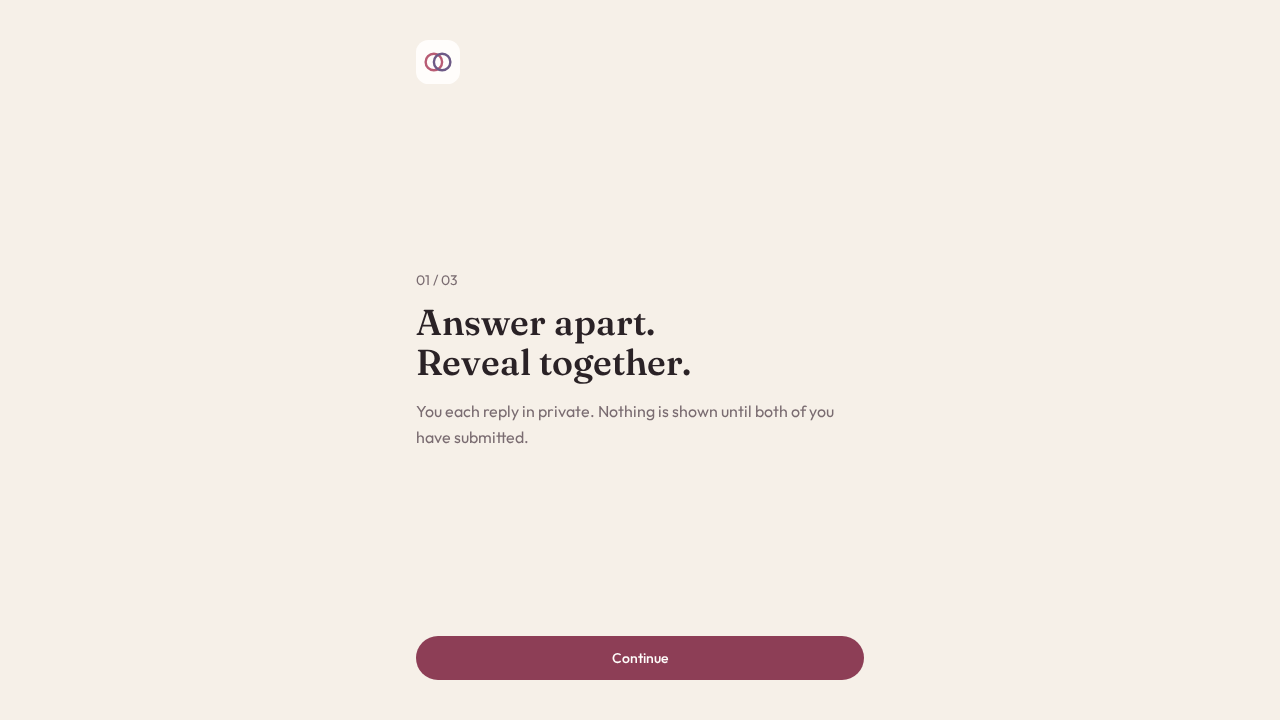 01 / 03
Answer apart.
Reveal together.
You each reply in private. Nothing is shown until both of you
have submitted.
Continue